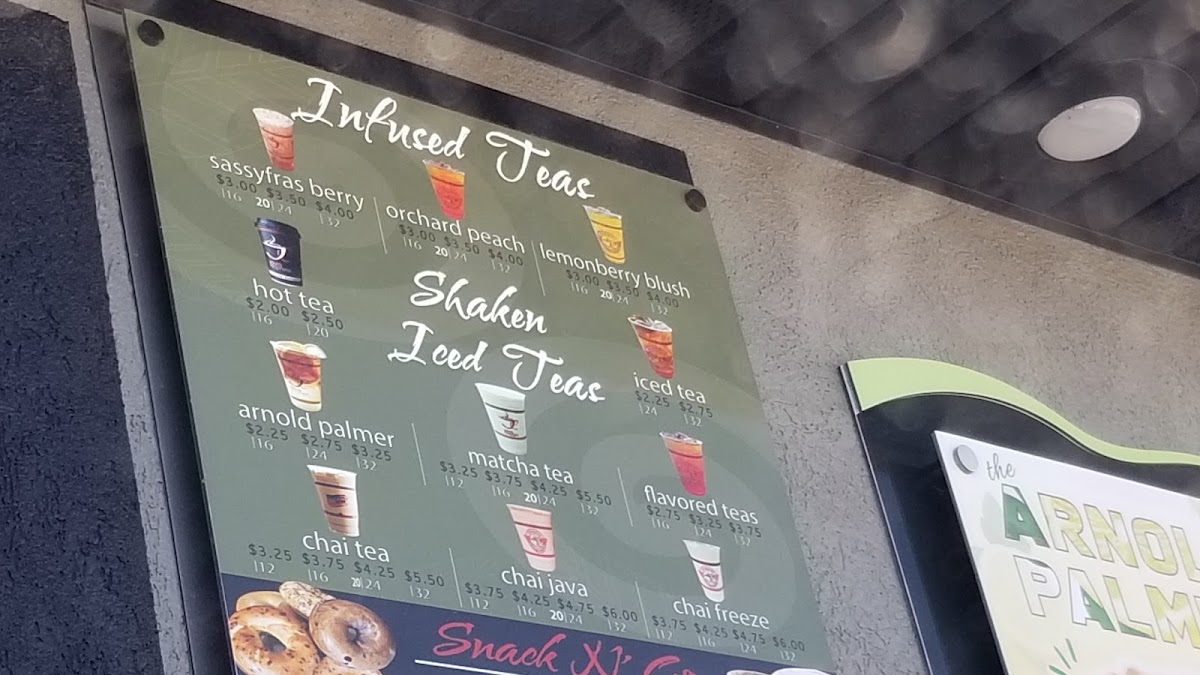 Infused Teas
sassyfras berry
$3.00 $3.50 $4.00
|16 20|24 |32
orchard peach
$3.00 $3.50 $4.00
|16 20|24 |32
lemonberry blush
$3.00 $3.50 $4.00
|16 20|24 |32
hot tea
$2.00 $2.50
|16 |20
Shaken
Iced Teas
iced tea
$2.25 $2.75
|24 |32
arnold palmer
$2.25 $2.75 $3.25
|16 |24 |32
matcha tea
$3.25 $3.75 $4.25 $5.50
|12 |16 20|24 |32
flavored teas
$2.75 $3.25 $3.75
|16 |24 |32
chai tea
$3.25 $3.75 $4.25 $5.50
|12 |16 20|24 |32
chai java
$3.75 $4.25 $4.75 $6.00
|12 |16 20|24 |32
chai freeze
$3.75 $4.25 $4.75 $6.00
|12 |16 |24 |32
Snack
the
ARNOL
PALM